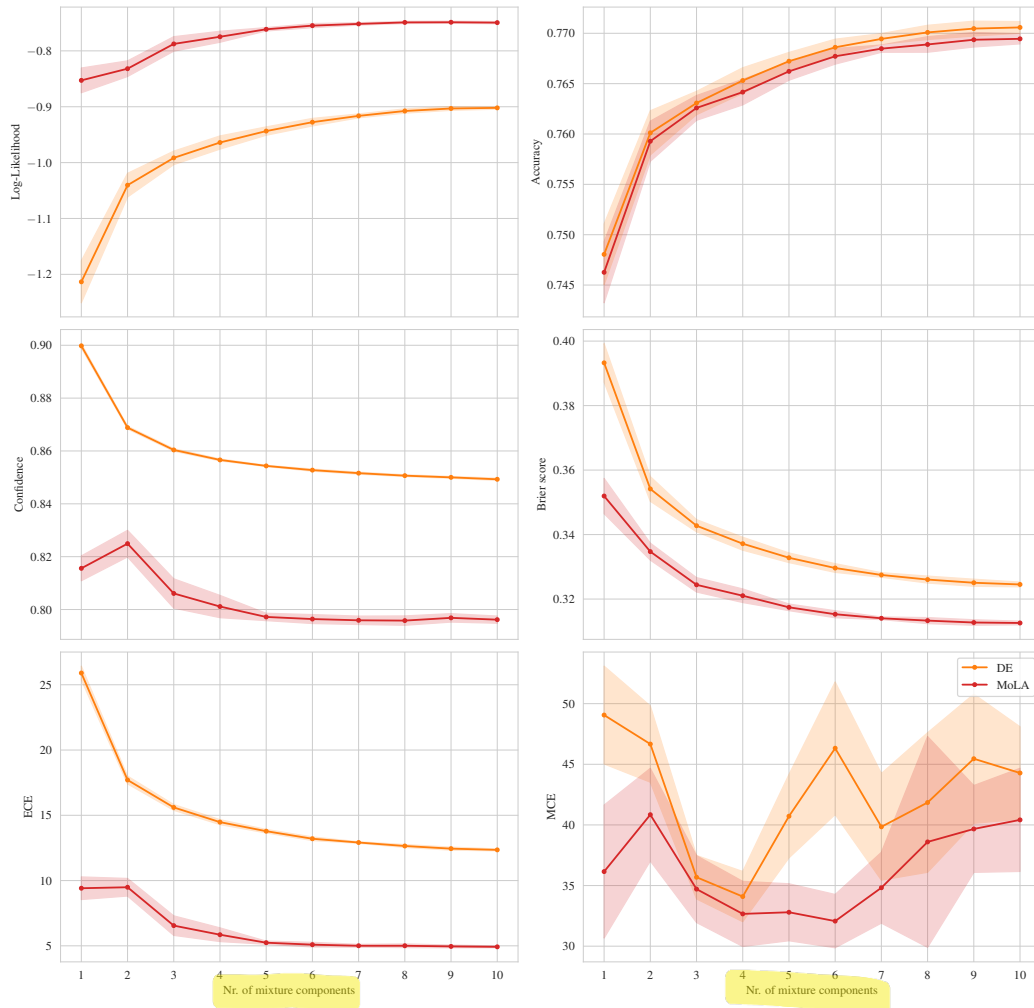 −0.8
−0.9
−1.0
−1.1
−1.2
Log-Likelihood
0.770
0.765
0.760
0.755
0.750
0.745
Accuracy
0.90
0.88
0.86
0.84
0.82
0.80
Confidence
0.40
0.38
0.36
0.34
0.32
Brier score
25
20
15
10
5
ECE
1 2 3 4 5 6 7 8 9 10
Nr. of mixture components
DE
MoLA
50
45
40
35
30
MCE
1 2 3 4 5 6 7 8 9 10
Nr. of mixture components